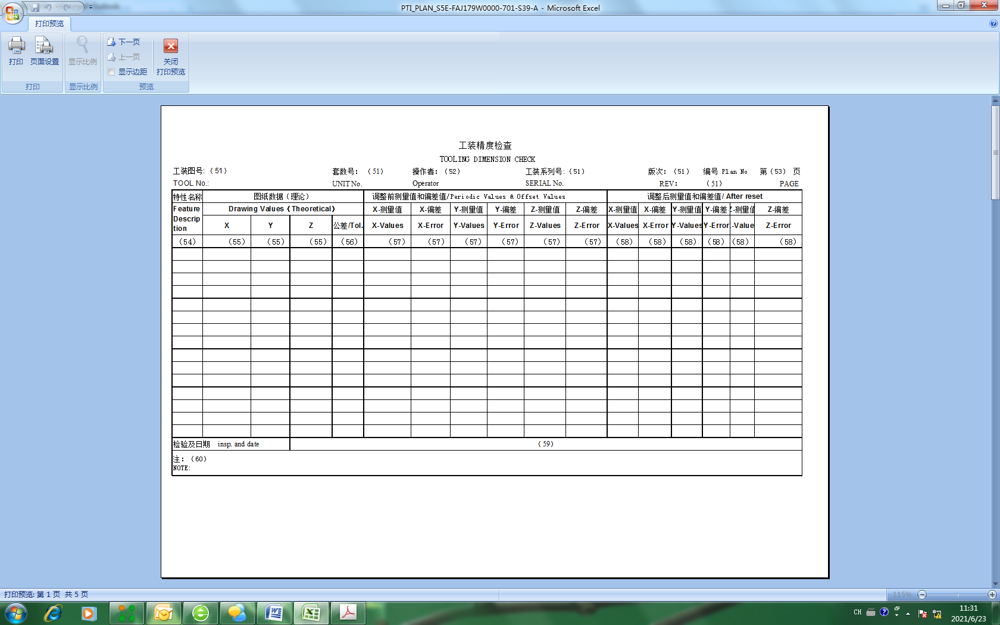 PTI_PLAN_S5E-FAJ179W0000-701-S39-A - Microsoft Excel
打印预览
打印 页面设置 显示比例 下一页 上一页 显示边距 关闭打印预览
打印 显示比例 预览
工装精度检查
TOOLING DIMENSION CHECK
工装图号:（51） 套数号：（51） 操作者：（52） 工装系列号:（51） 版次：（51） 编号 Plan No 第（53） 页
TOOL No.: UNIT No. Operator SERIAL No. REV： （51） PAGE
特性名称 图纸数据（理论） 调整前测量值和偏差值/Periodic Values & Offset Values 调整后测量值和偏差值/ After reset
Feature Description Drawing Values（Theoretical） X-测量值 X-偏差 Y-测量值 Y-偏差 Z-测量值 Z-偏差 X-测量值 X-偏差 Y-测量值 Y-偏差 Z-测量值 Z-偏差
X Y Z 公差/Tol. X-Values X-Error Y-Values Y-Error Z-Values Z-Error X-Values X-Error Y-Values Y-Error -Value Z-Error
（54） （55） （55） （55） （56） （57） （57） （57） （57） （57） （57） （58） （58） （58） （58） （58） （58）
检验及日期 insp. and date （59）
注：（60）
NOTE:
打印预览: 第 1 页 共 5 页
115%
CH
11:31
2021/6/23